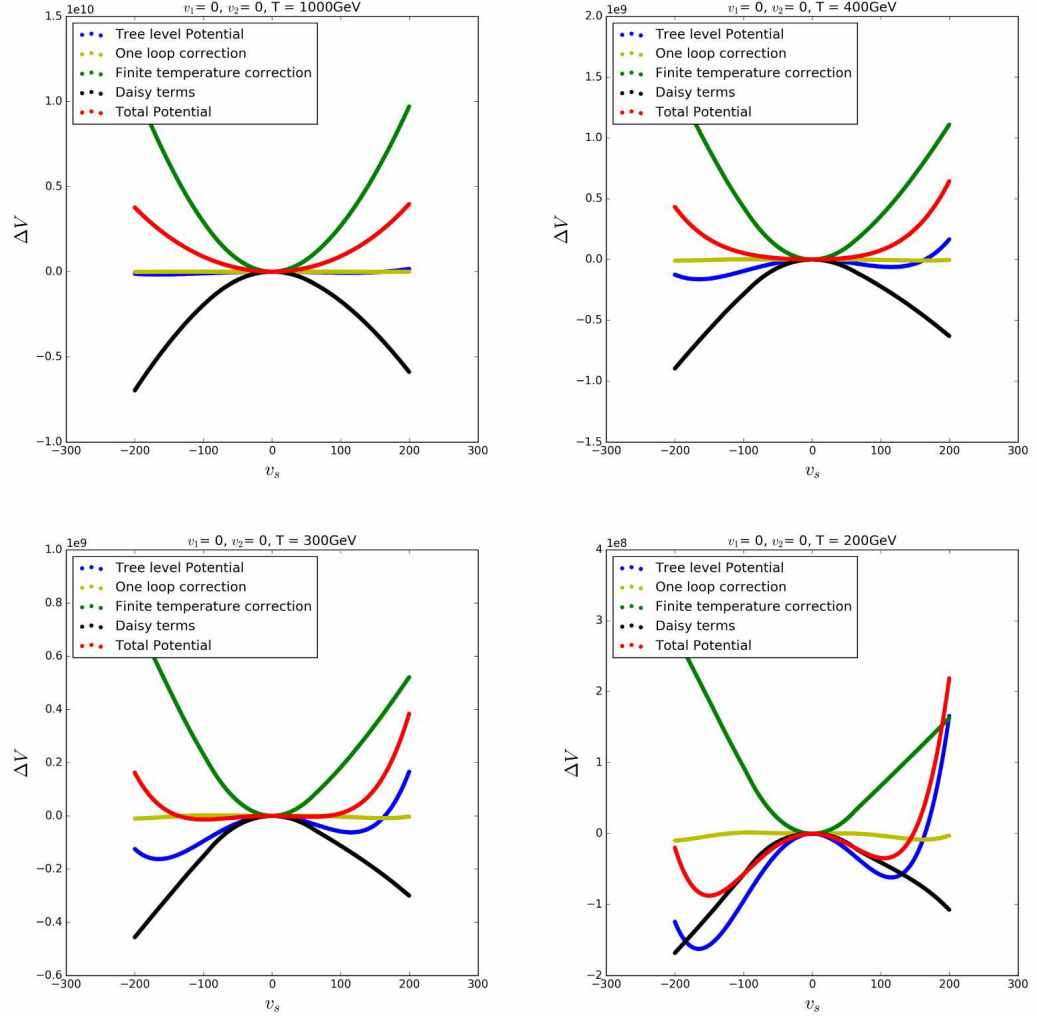 v₁= 0, v₂= 0, T = 1000GeV
1e10
1.5
1.0
0.5
0.0
−0.5
−1.0
ΔV
Tree level Potential
One loop correction
Finite temperature correction
Daisy terms
Total Potential
−300 −200 −100 0 100 200 300
vₛ
v₁= 0, v₂= 0, T = 400GeV
1e9
2.0
1.5
1.0
0.5
0.0
−0.5
−1.0
−1.5
ΔV
Tree level Potential
One loop correction
Finite temperature correction
Daisy terms
Total Potential
−300 −200 −100 0 100 200 300
vₛ
v₁= 0, v₂= 0, T = 300GeV
1e9
1.0
0.8
0.6
0.4
0.2
0.0
−0.2
−0.4
−0.6
ΔV
Tree level Potential
One loop correction
Finite temperature correction
Daisy terms
Total Potential
−300 −200 −100 0 100 200 300
vₛ
v₁= 0, v₂= 0, T = 200GeV
1e8
4
3
2
1
0
−1
−2
ΔV
Tree level Potential
One loop correction
Finite temperature correction
Daisy terms
Total Potential
−300 −200 −100 0 100 200 300
vₛ